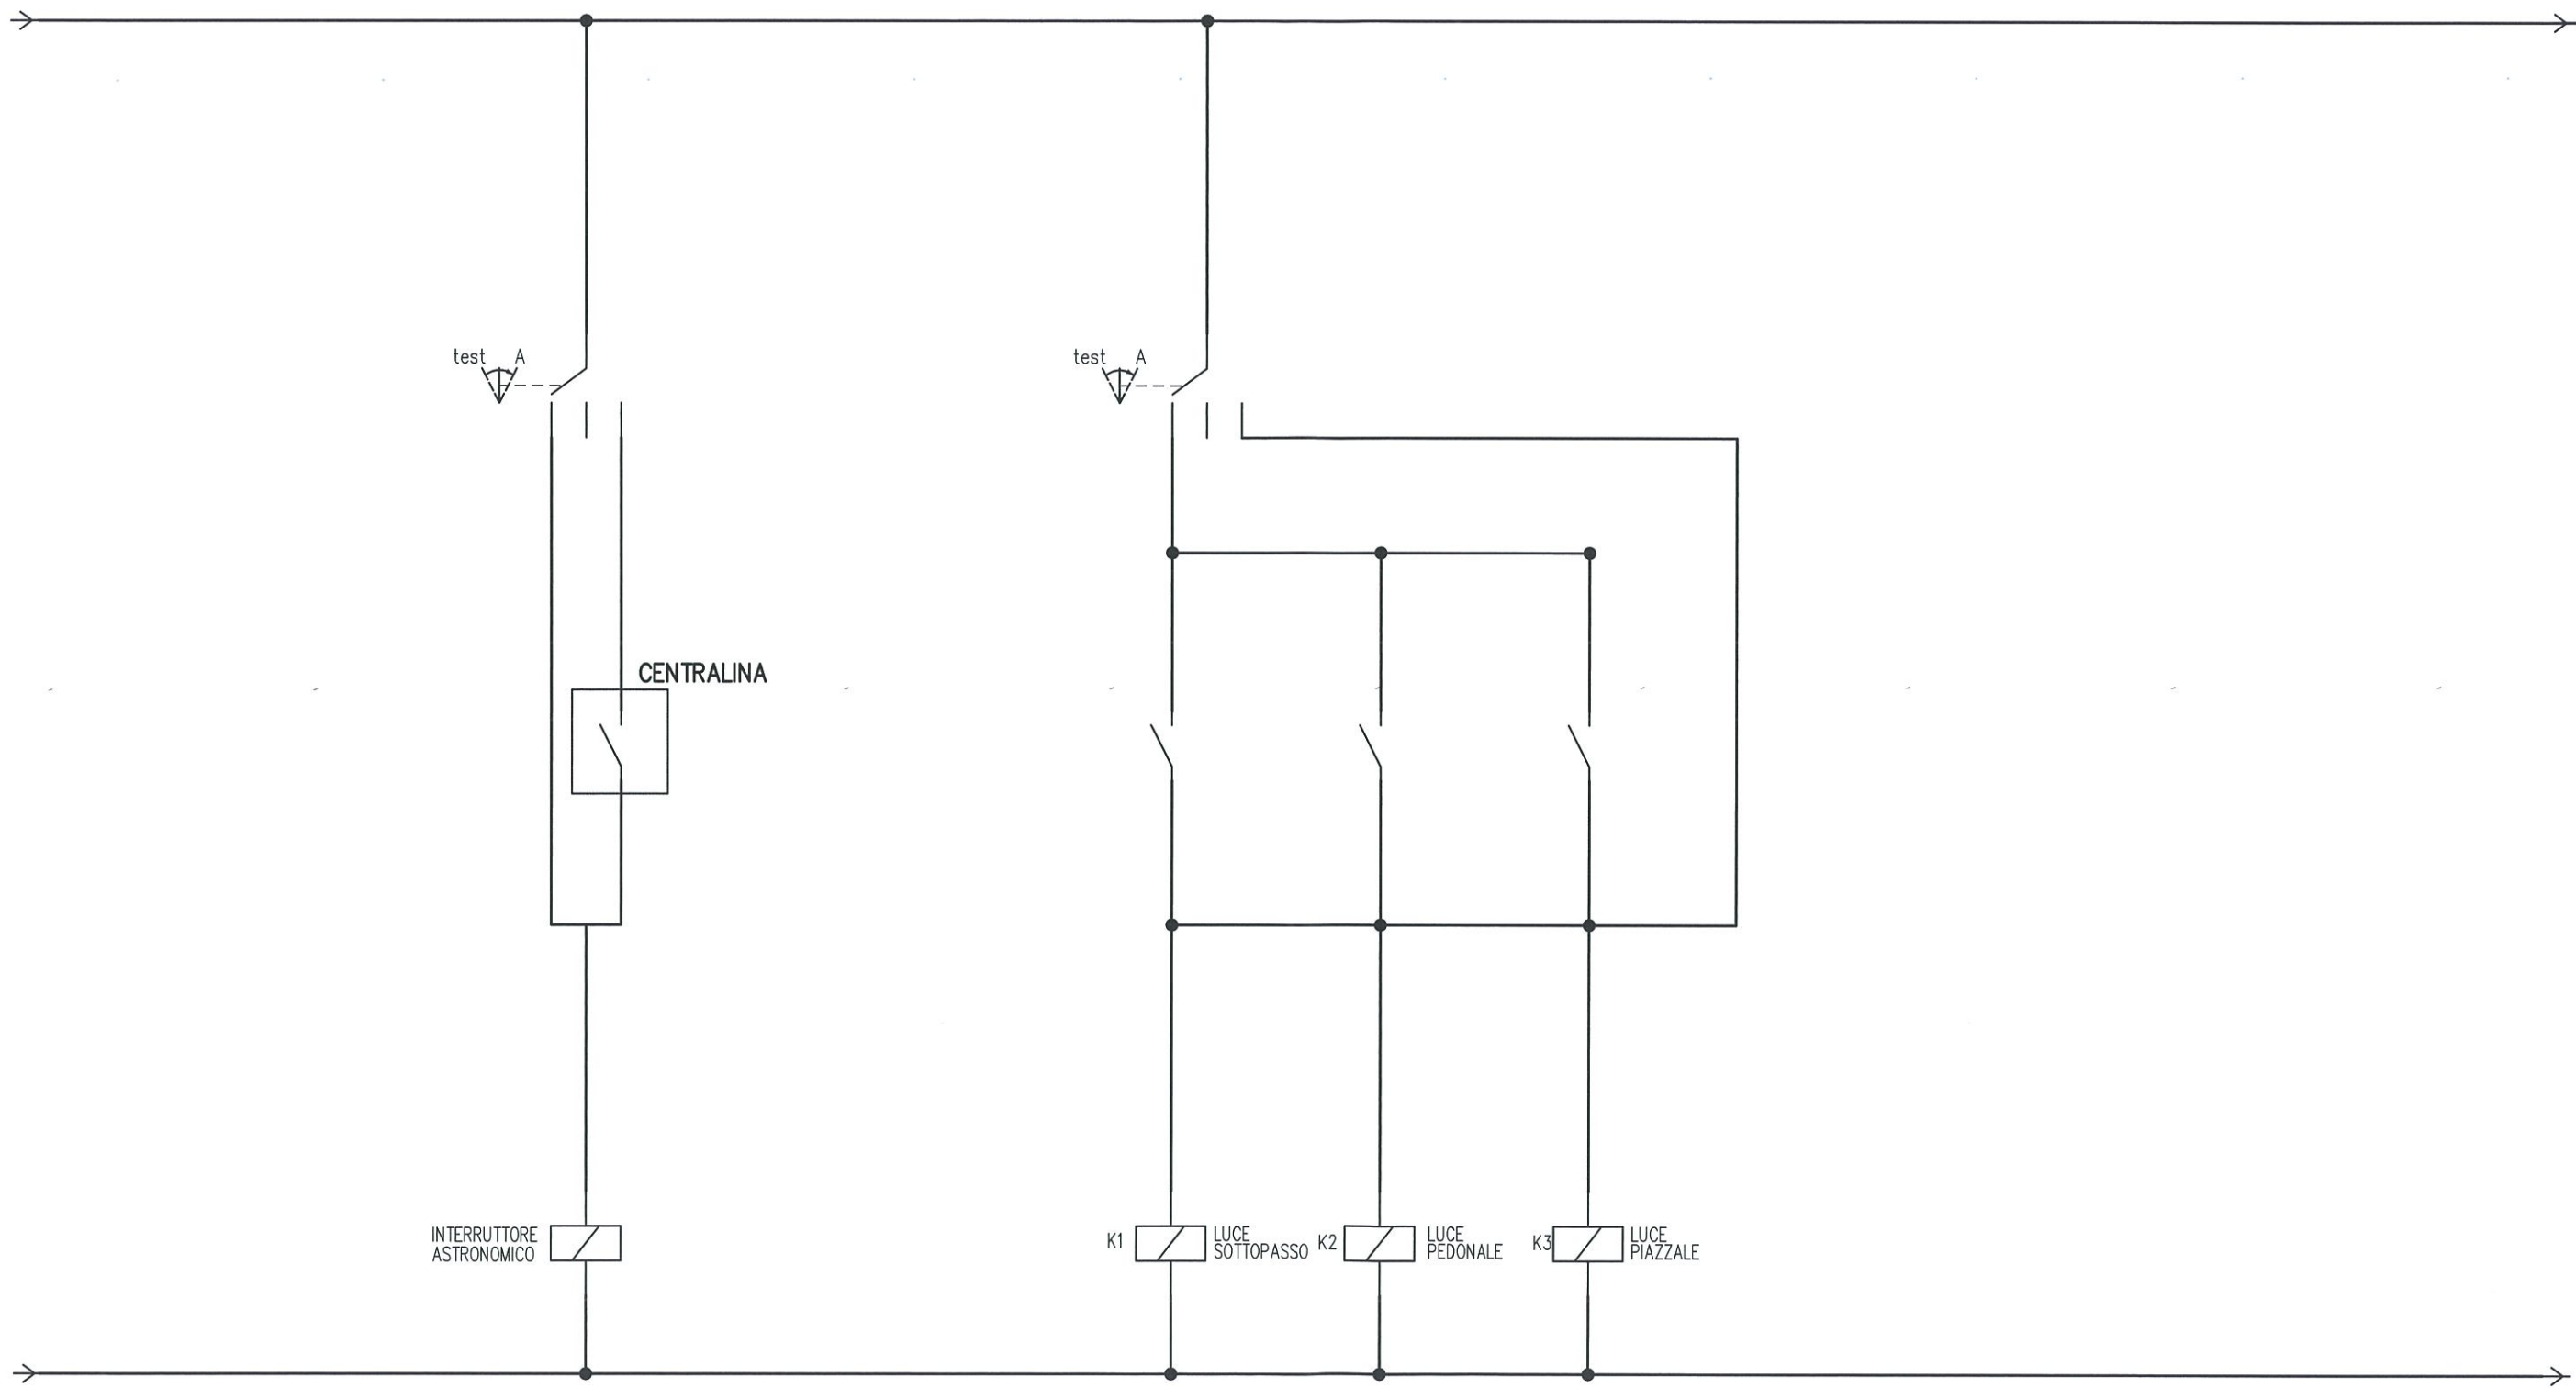 test A
test A
CENTRALINA
INTERRUTTORE
ASTRONOMICO
K1
LUCE
SOTTOPASSO
K2
LUCE
PEDONALE
K3
LUCE
PIAZZALE